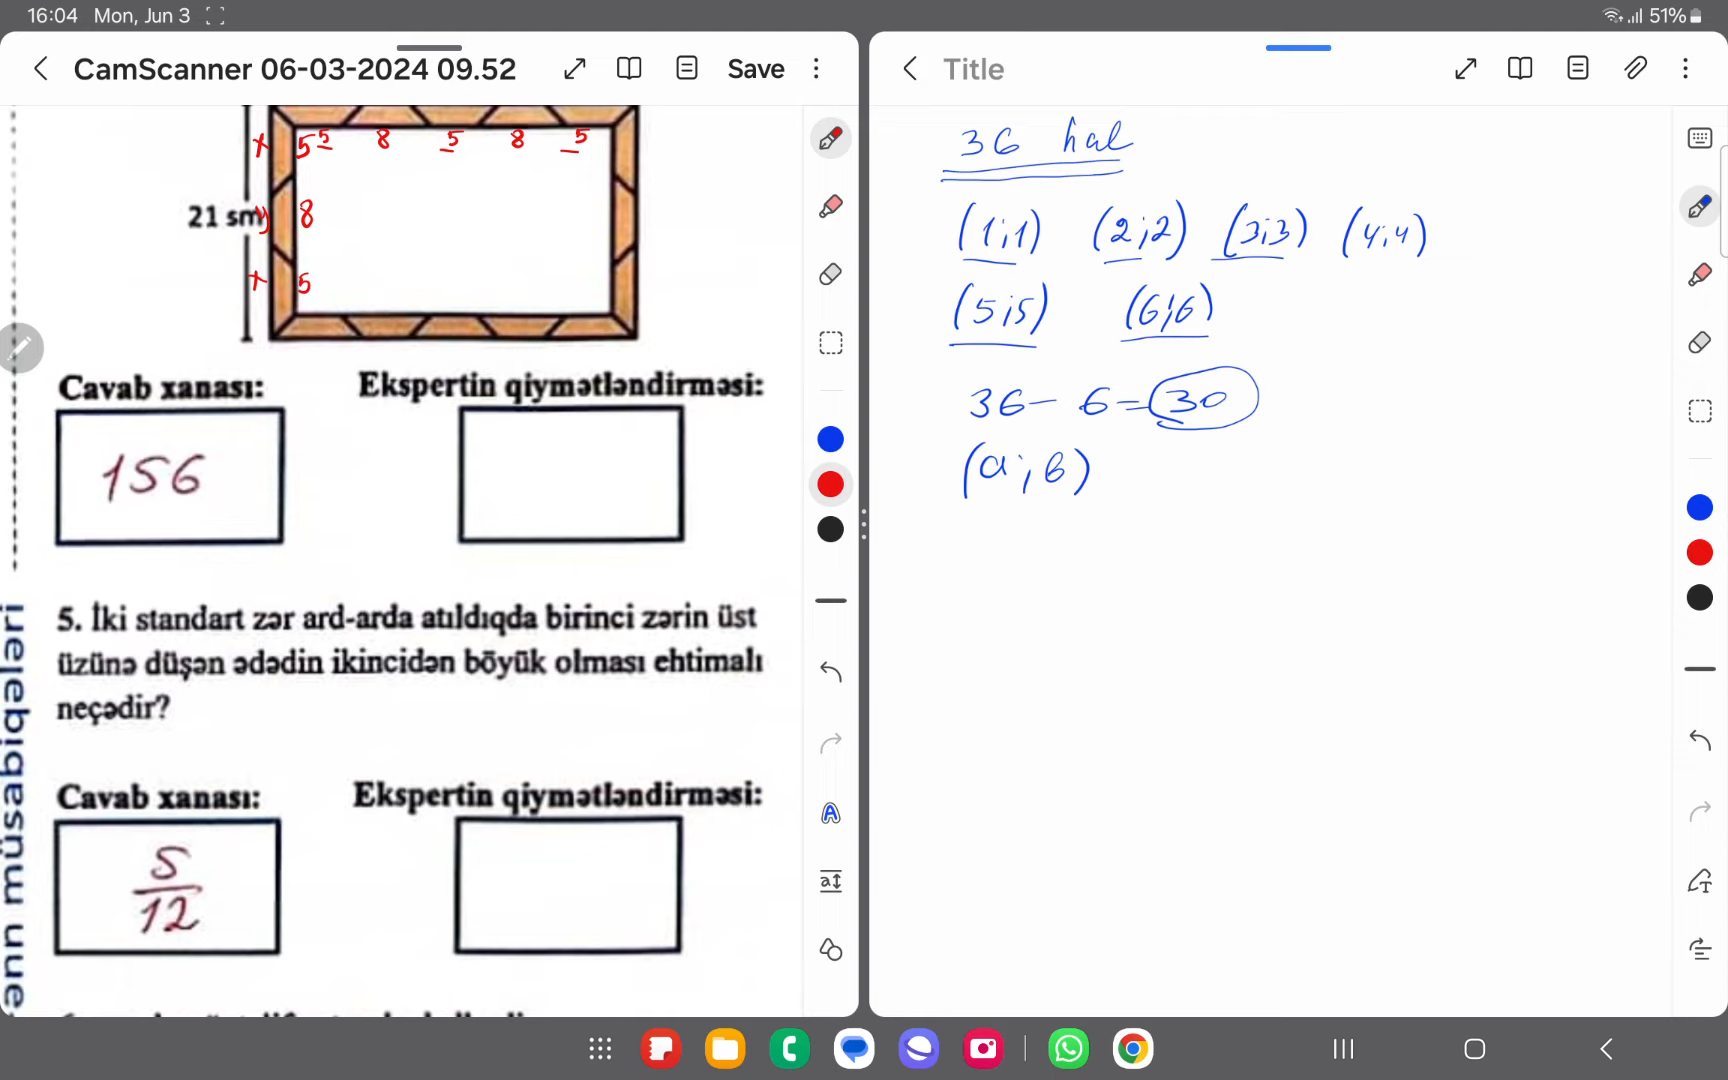 16:04 Mon, Jun 3
51%
CamScanner 06-03-2024 09.52
Save
x 5 5 8 5 8 5
21 sm y 8
x 5
Cavab xanası:
Ekspertin qiymətləndirməsi:
156
5. İki standart zər ard-arda atıldıqda birinci zərin üst
üzünə düşən ədədin ikincidən böyük olması ehtimalı
neçədir?
Cavab xanası:
Ekspertin qiymətləndirməsi:
5
12
ənn müsabiqələri
A
a
Title
36 hal
(1;1) (2;2) (3;3) (4;4)
(5;5) (6;6)
36 - 6 = 30
(a;b)
T